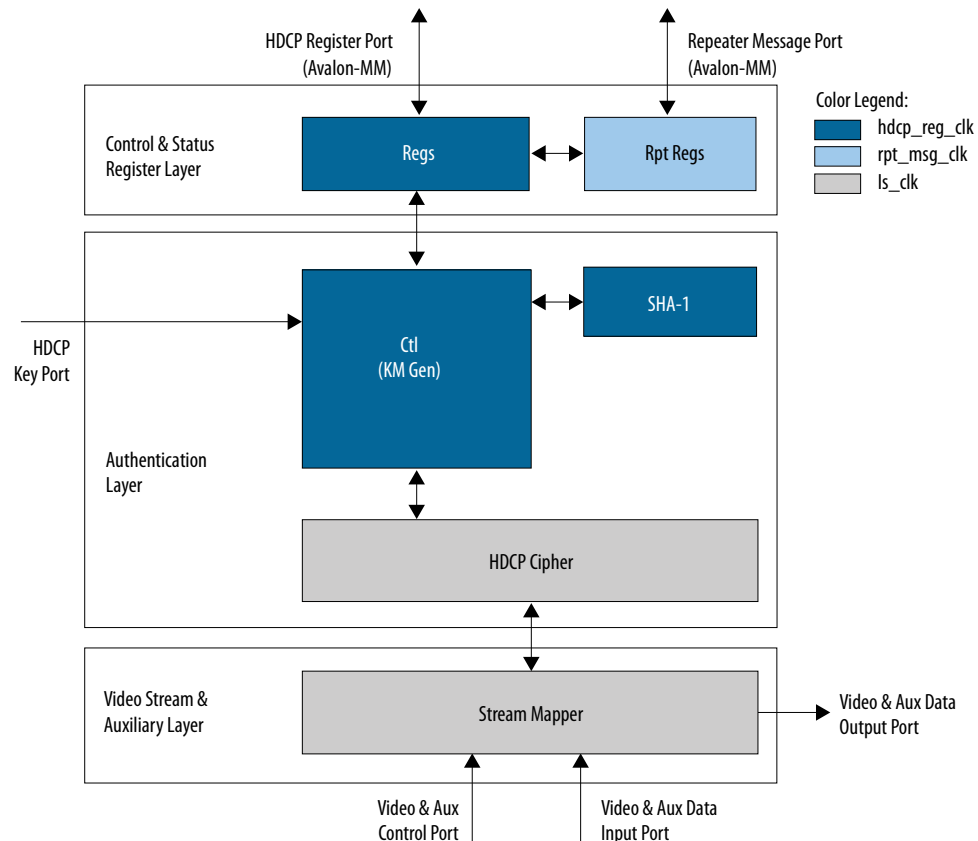 HDCP Register Port
(Avalon-MM)
Repeater Message Port
(Avalon-MM)
Color Legend:
hdcp_reg_clk
rpt_msg_clk
ls_clk
Control & Status
Register Layer
Regs
Rpt Regs
HDCP
Key Port
Ctl
(KM Gen)
SHA-1
Authentication
Layer
HDCP Cipher
Video Stream &
Auxiliary Layer
Stream Mapper
Video & Aux Data
Output Port
Video & Aux
Control Port
Video & Aux Data
Input Port